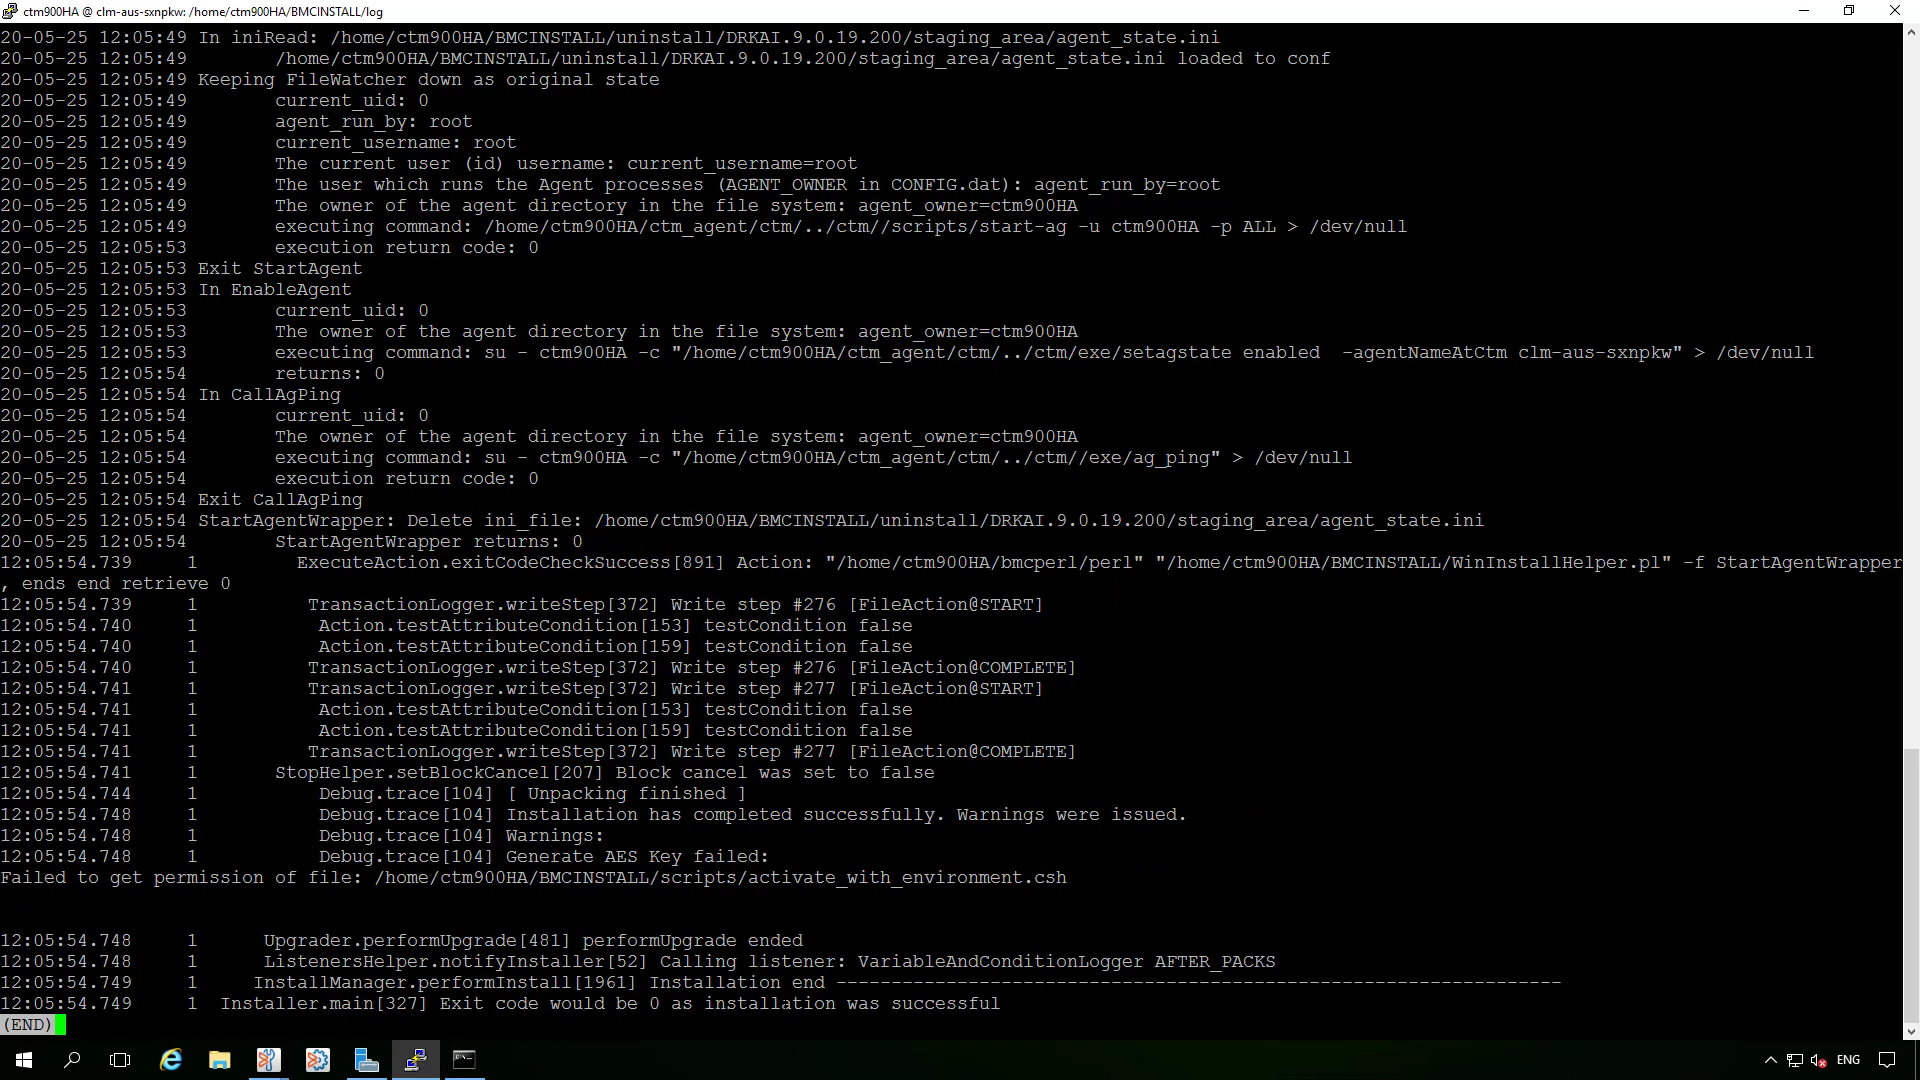 ctm900HA @ clm-aus-sxnpkw: /home/ctm900HA/BMCINSTALL/log
20-05-25 12:05:49 In iniRead: /home/ctm900HA/BMCINSTALL/uninstall/DRKAI.9.0.19.200/staging_area/agent_state.ini
20-05-25 12:05:49        /home/ctm900HA/BMCINSTALL/uninstall/DRKAI.9.0.19.200/staging_area/agent_state.ini loaded to conf
20-05-25 12:05:49 Keeping FileWatcher down as original state
20-05-25 12:05:49        current_uid: 0
20-05-25 12:05:49        agent_run_by: root
20-05-25 12:05:49        current_username: root
20-05-25 12:05:49        The current user (id) username: current_username=root
20-05-25 12:05:49        The user which runs the Agent processes (AGENT_OWNER in CONFIG.dat): agent_run_by=root
20-05-25 12:05:49        The owner of the agent directory in the file system: agent_owner=ctm900HA
20-05-25 12:05:49        executing command: /home/ctm900HA/ctm_agent/ctm/../ctm//scripts/start-ag -u ctm900HA -p ALL > /dev/null
20-05-25 12:05:53        execution return code: 0
20-05-25 12:05:53 Exit StartAgent
20-05-25 12:05:53 In EnableAgent
20-05-25 12:05:53        current_uid: 0
20-05-25 12:05:53        The owner of the agent directory in the file system: agent_owner=ctm900HA
20-05-25 12:05:53        executing command: su - ctm900HA -c "/home/ctm900HA/ctm_agent/ctm/../ctm/exe/setagstate enabled  -agentNameAtCtm clm-aus-sxnpkw" > /dev/null
20-05-25 12:05:54        returns: 0
20-05-25 12:05:54 In CallAgPing
20-05-25 12:05:54        current_uid: 0
20-05-25 12:05:54        The owner of the agent directory in the file system: agent_owner=ctm900HA
20-05-25 12:05:54        executing command: su - ctm900HA -c "/home/ctm900HA/ctm_agent/ctm/../ctm//exe/ag_ping" > /dev/null
20-05-25 12:05:54        execution return code: 0
20-05-25 12:05:54 Exit CallAgPing
20-05-25 12:05:54 StartAgentWrapper: Delete ini_file: /home/ctm900HA/BMCINSTALL/uninstall/DRKAI.9.0.19.200/staging_area/agent_state.ini
20-05-25 12:05:54        StartAgentWrapper returns: 0
12:05:54.739     1         ExecuteAction.exitCodeCheckSuccess[891] Action: "/home/ctm900HA/bmcperl/perl" "/home/ctm900HA/BMCINSTALL/WinInstallHelper.pl" -f StartAgentWrapper
, ends end retrieve 0
12:05:54.739     1          TransactionLogger.writeStep[372] Write step #276 [FileAction@START]
12:05:54.740     1           Action.testAttributeCondition[153] testCondition false
12:05:54.740     1           Action.testAttributeCondition[159] testCondition false
12:05:54.740     1          TransactionLogger.writeStep[372] Write step #276 [FileAction@COMPLETE]
12:05:54.741     1          TransactionLogger.writeStep[372] Write step #277 [FileAction@START]
12:05:54.741     1           Action.testAttributeCondition[153] testCondition false
12:05:54.741     1           Action.testAttributeCondition[159] testCondition false
12:05:54.741     1          TransactionLogger.writeStep[372] Write step #277 [FileAction@COMPLETE]
12:05:54.741     1       StopHelper.setBlockCancel[207] Block cancel was set to false
12:05:54.744     1           Debug.trace[104] [ Unpacking finished ]
12:05:54.748     1           Debug.trace[104] Installation has completed successfully. Warnings were issued.
12:05:54.748     1           Debug.trace[104] Warnings:
12:05:54.748     1           Debug.trace[104] Generate AES Key failed:
Failed to get permission of file: /home/ctm900HA/BMCINSTALL/scripts/activate_with_environment.csh
12:05:54.748     1      Upgrader.performUpgrade[481] performUpgrade ended
12:05:54.748     1      ListenersHelper.notifyInstaller[52] Calling listener: VariableAndConditionLogger AFTER_PACKS
12:05:54.749     1     InstallManager.performInstall[1961] Installation end ------------------------------------------------------------------
12:05:54.749     1  Installer.main[327] Exit code would be 0 as installation was successful
(END)
ENG